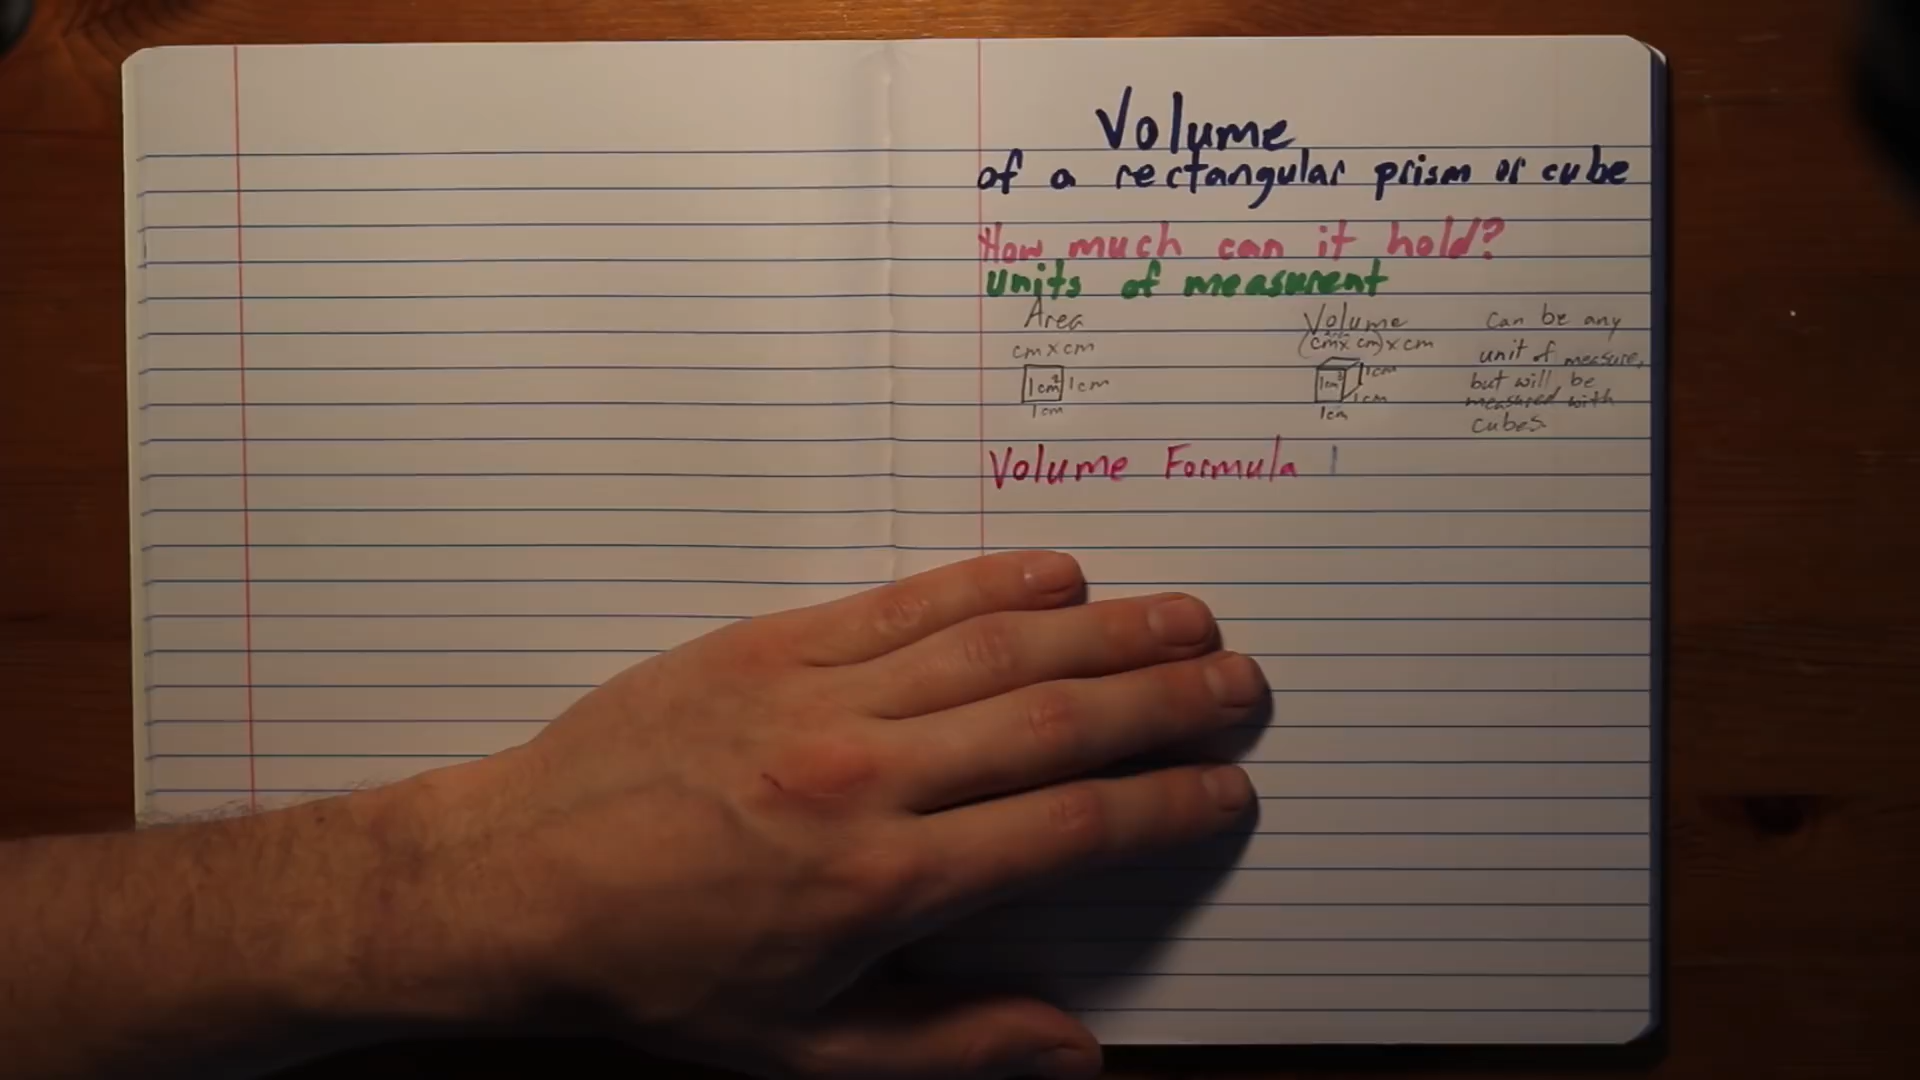 Volume
of a rectangular prism or cube
How much can it hold?
Units of measurent
Area
cm x cm
1cm² 1cm
1cm
Volume
(cm x cm) x cm
1cm³ 1cm
1cm
1cm
Can be any
unit of measure,
but will be
measured with
cubes.
Volume Formula